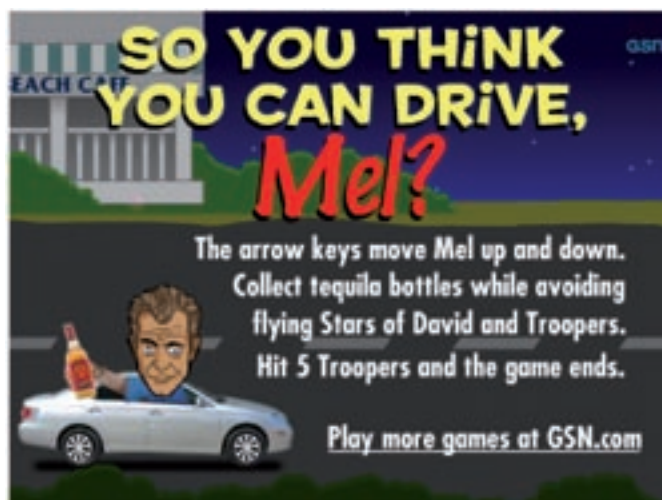 BEACH CAFE
SO YOU THiNK
GSN
YOU CAN DRiVE,
Mel?
The arrow keys move Mel up and down.
Collect tequila bottles while avoiding
flying Stars of David and Troopers.
Hit 5 Troopers and the game ends.
Play more games at GSN.com